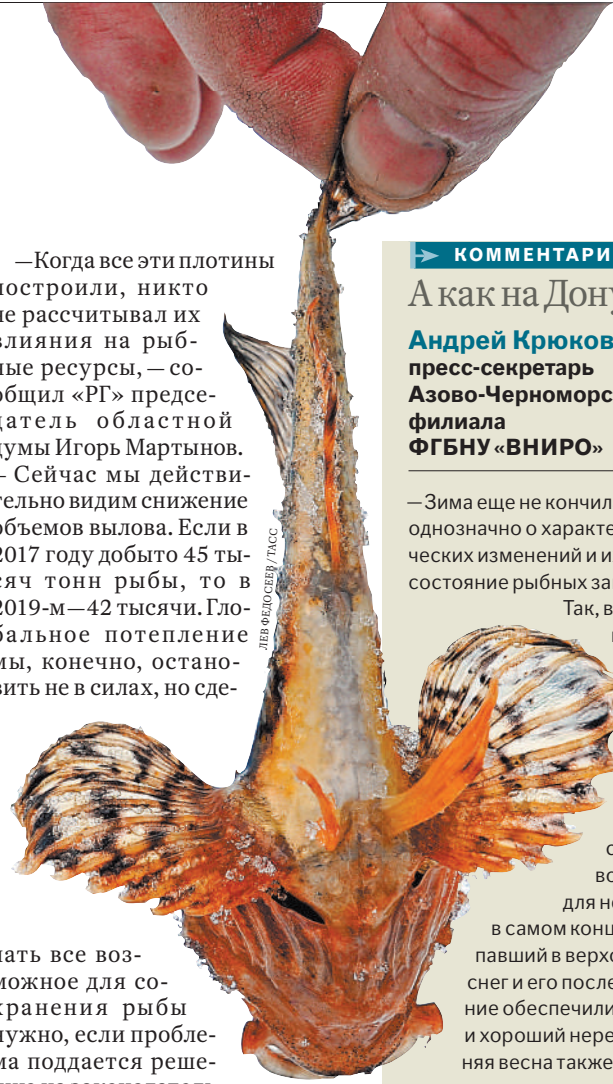 —Когда все эти плотины
построили, никто
не рассчитывал их
влияния на рыб-
ные ресурсы, — со-
общил «РГ» предсе-
датель областной
думы Игорь Мартынов.
— Сейчас мы действи-
тельно видим снижение
объемов вылова. Если в
2017 году добыто 45 ты-
сяч тонн рыбы, то в
2019-м—42 тысячи. Гло-
бальное потепление
мы, конечно, остано-
вить не в силах, но сде-
лать все воз-
можное для со-
хранения рыбы
нужно, если пробле-
ма поддается реше-
ЛЕВ ФЕДОСЕЕВ / ТАСС
КОММЕНТАРИ
А как на Дону
Андрей Крюков
пресс-секретарь
Азово-Черноморс
филиала
ФГБНУ «ВНИРО»
—Зима еще не кончил
однозначно о характе
ческих изменений и и
состояние рыбных за
Так, в
с
вс
для не
в самом конц
павший в верхо
снег и его после
ние обеспечили
и хороший нере
няя весна также